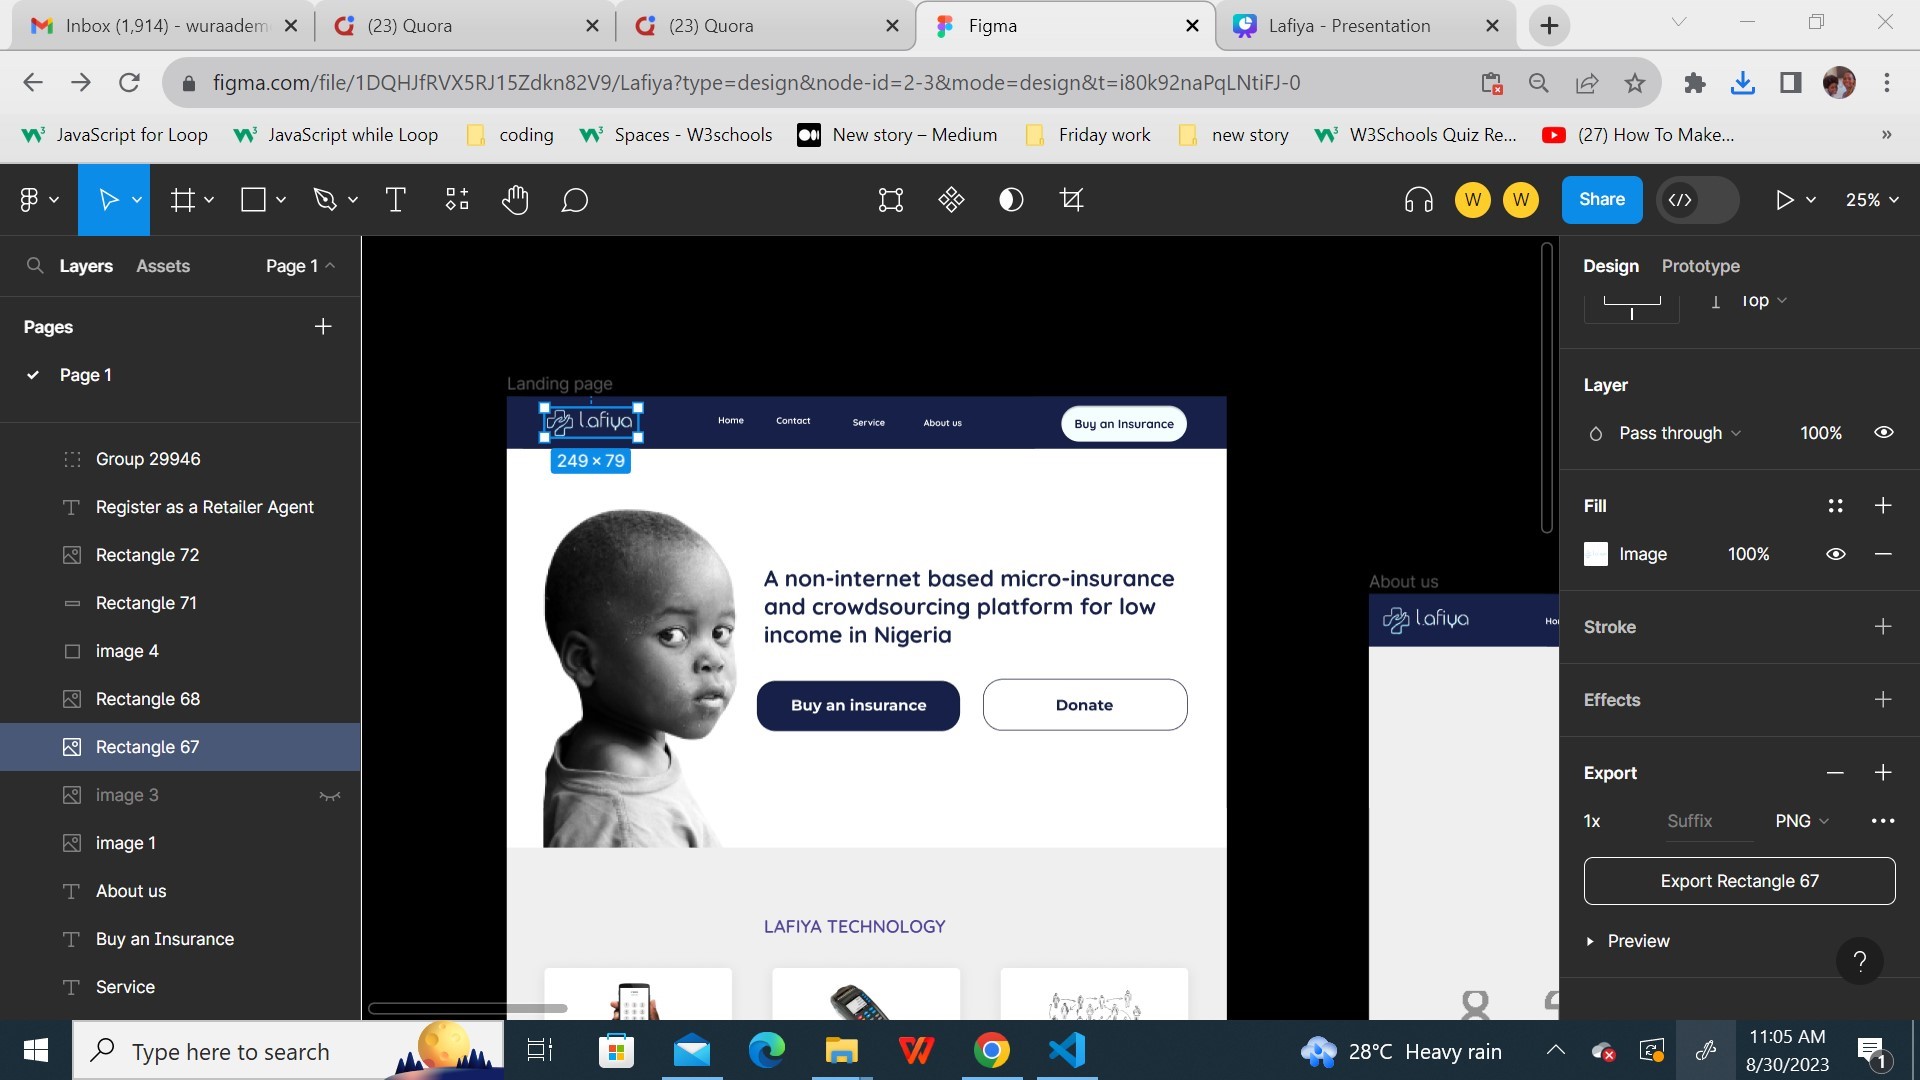 Inbox (1,914) - wuraadem
(23) Quora
(23) Quora
Figma
Lafiya - Presentation
figma.com/file/1DQHJfRVX5RJ15Zdkn82V9/Lafiya?type=design&node-id=2-3&mode=design&t=i80k92naPqLNtiFJ-0
JavaScript for Loop
JavaScript while Loop
coding
Spaces - W3schools
New story – Medium
Friday work
new story
W3Schools Quiz Re...
(27) How To Make...
»
W
W
Share
25%
Layers
Assets
Page 1
Pages
Page 1
Group 29946
Register as a Retailer Agent
Rectangle 72
Rectangle 71
image 4
Rectangle 68
Rectangle 67
image 3
image 1
About us
Buy an Insurance
Service
Landing page
Lafiya
Home
Contact
Service
About us
Buy an Insurance
249 × 79
A non-internet based micro-insurance
and crowdsourcing platform for low
income in Nigeria
Buy an insurance
Donate
LAFIYA TECHNOLOGY
About us
Lafiya
Design
Prototype
Top
Layer
Pass through
100%
Fill
Image
100%
Stroke
Effects
Export
1x
Suffix
PNG
Export Rectangle 67
Preview
?
Type here to search
28°C Heavy rain
11:05 AM
8/30/2023
1